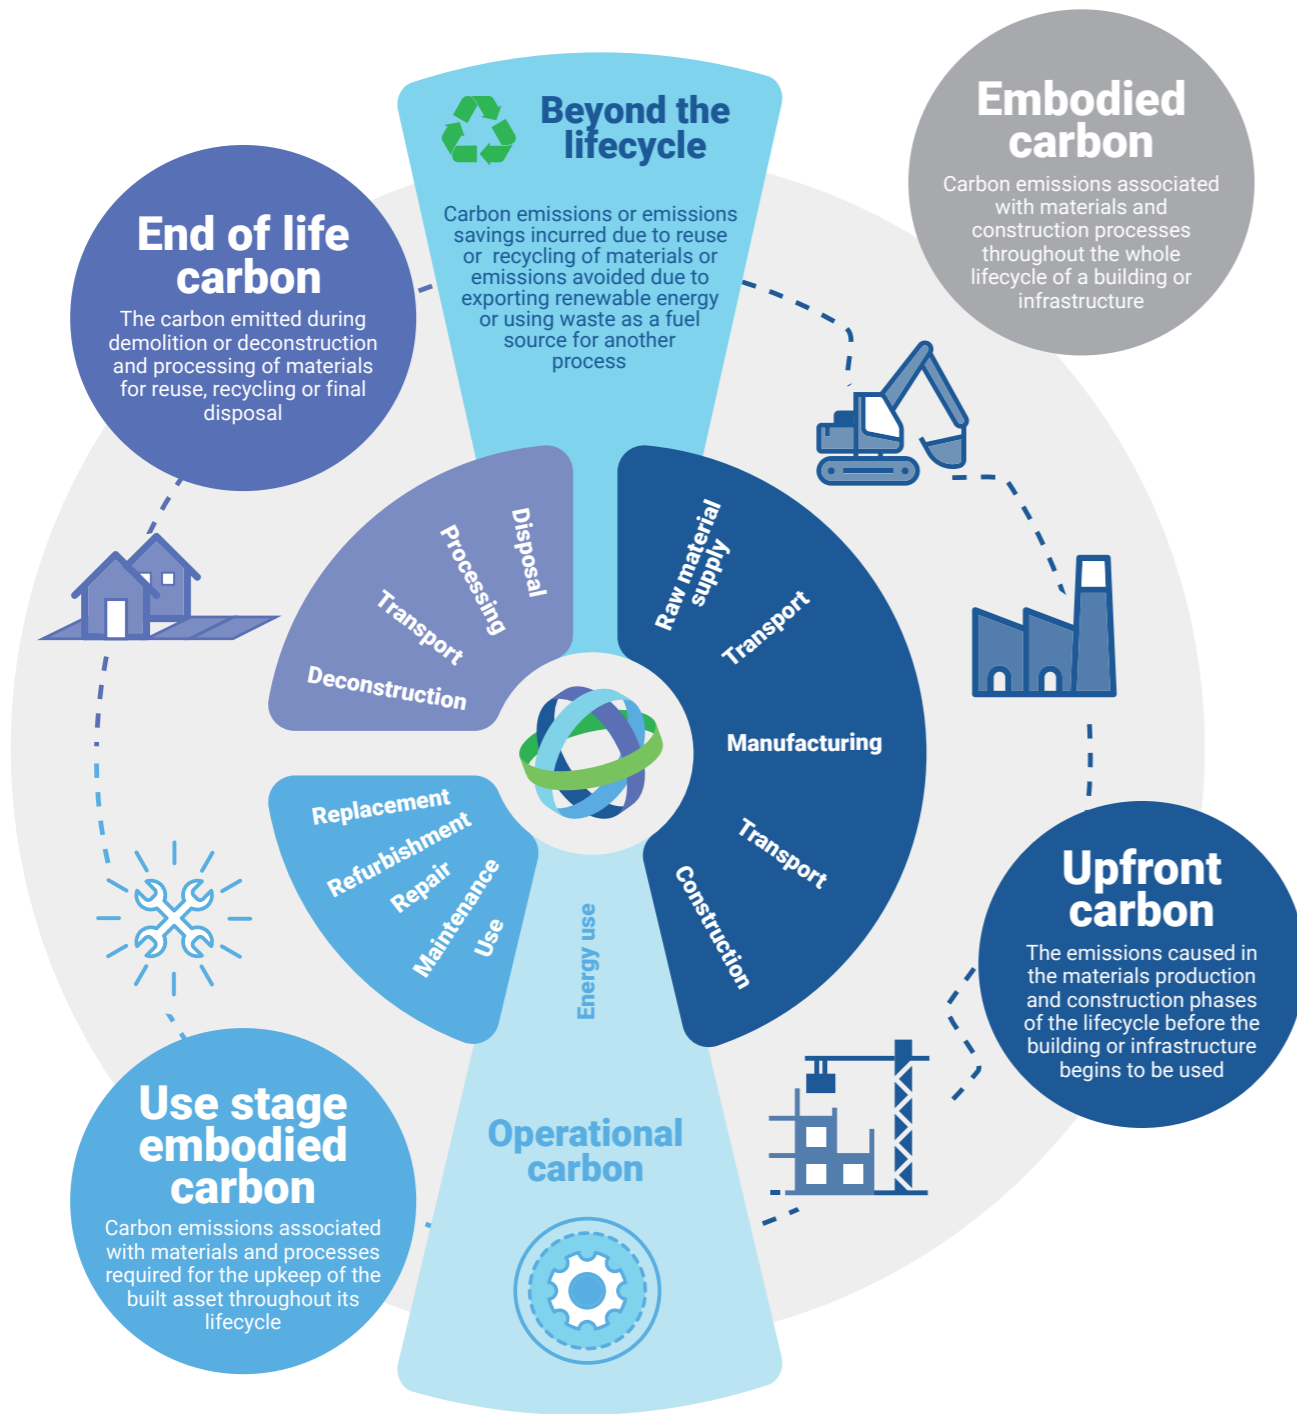 Beyond the
lifecycle
Carbon emissions or emissions
savings incurred due to reuse
or recycling of materials or
emissions avoided due to
exporting renewable energy
or using waste as a fuel
source for another
process
Embodied
carbon
Carbon emissions associated
with materials and
construction processes
throughout the whole
lifecycle of a building or
infrastructure
End of life
carbon
The carbon emitted during
demolition or deconstruction
and processing of materials
for reuse, recycling or final
disposal
Disposal
Processing
Transport
Deconstruction
Raw material
supply
Transport
Manufacturing
Transport
Construction
Replacement
Refurbishment
Repair
Maintenance
Use
Energy use
Upfront
carbon
The emissions caused in
the materials production
and construction phases
of the lifecycle before the
building or infrastructure
begins to be used
Use stage
embodied
carbon
Carbon emissions associated
with materials and processes
required for the upkeep of the
built asset throughout its
lifecycle
Operational
carbon